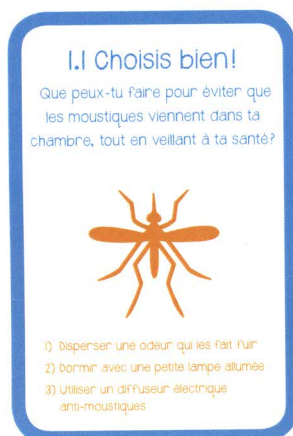 1.1 Choisis bien!
Que peux-tu faire pour éviter que
les moustiques viennent dans ta
chambre, tout en veillant à ta santé?
1) Disperser une odeur qui les fait fuir
2) Dormir avec une petite lampe allumée
3) Utiliser un diffuseur électrique
anti-moustiques